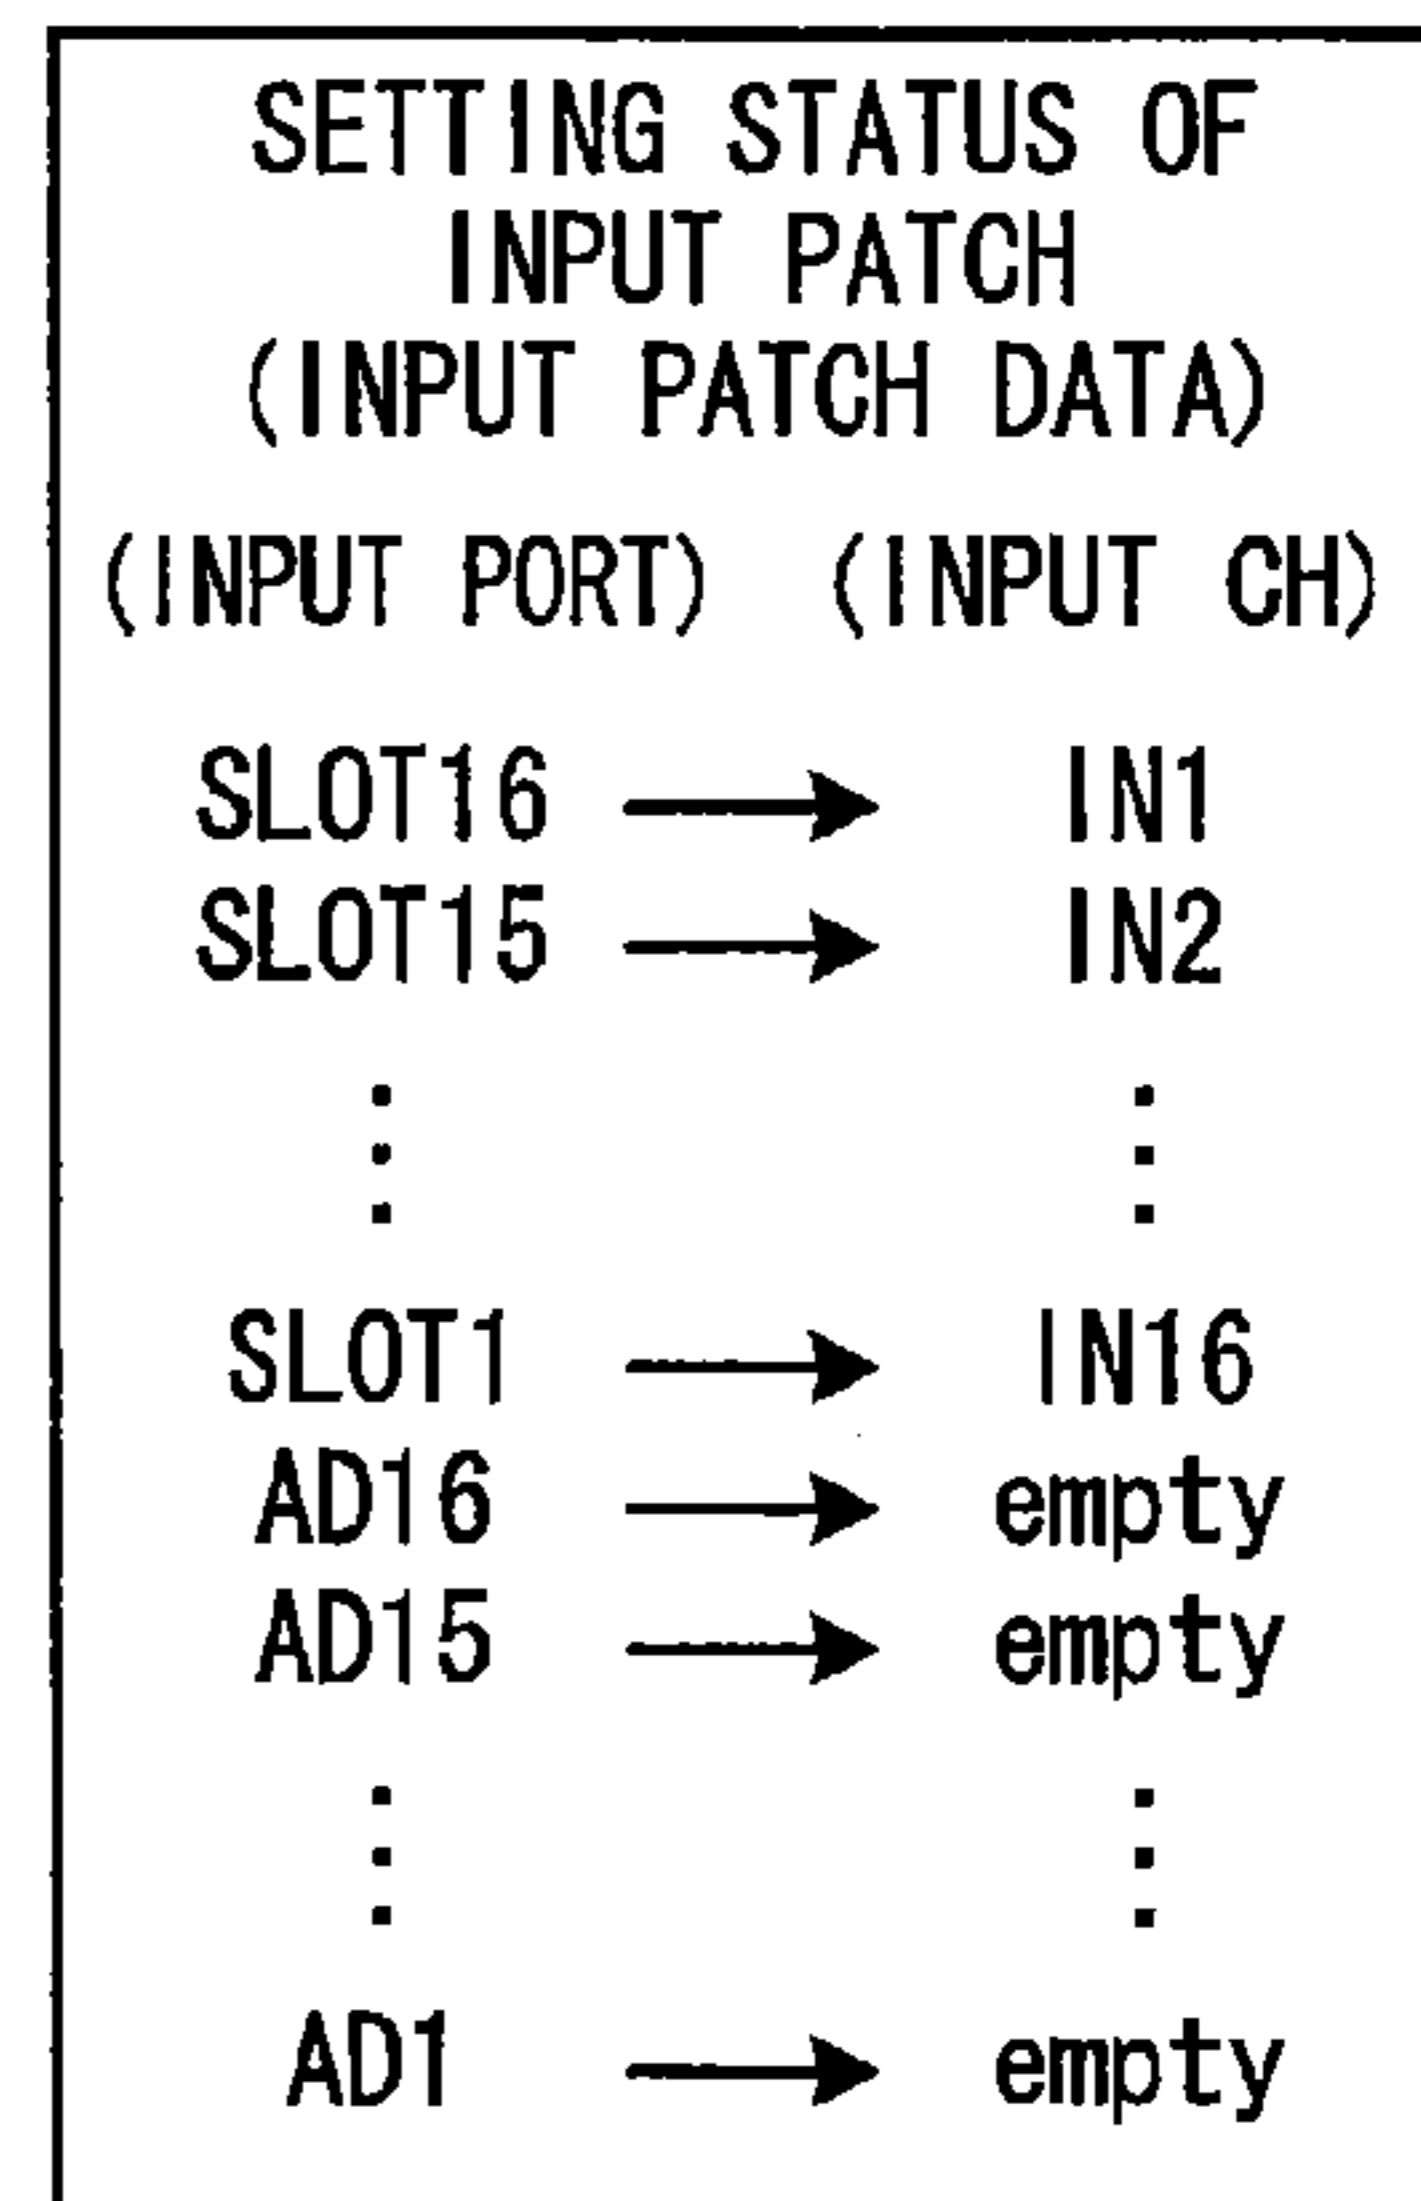 SETTING STATUS OF
INPUT PATCH
(INPUT PATCH DATA)
(INPUT PORT) (INPUT CH)
SLOT16 → IN1
SLOT15 → IN2
⋮ ⋮
SLOT1 → IN16
AD16 → empty
AD15 → empty
⋮ ⋮
AD1 → empty